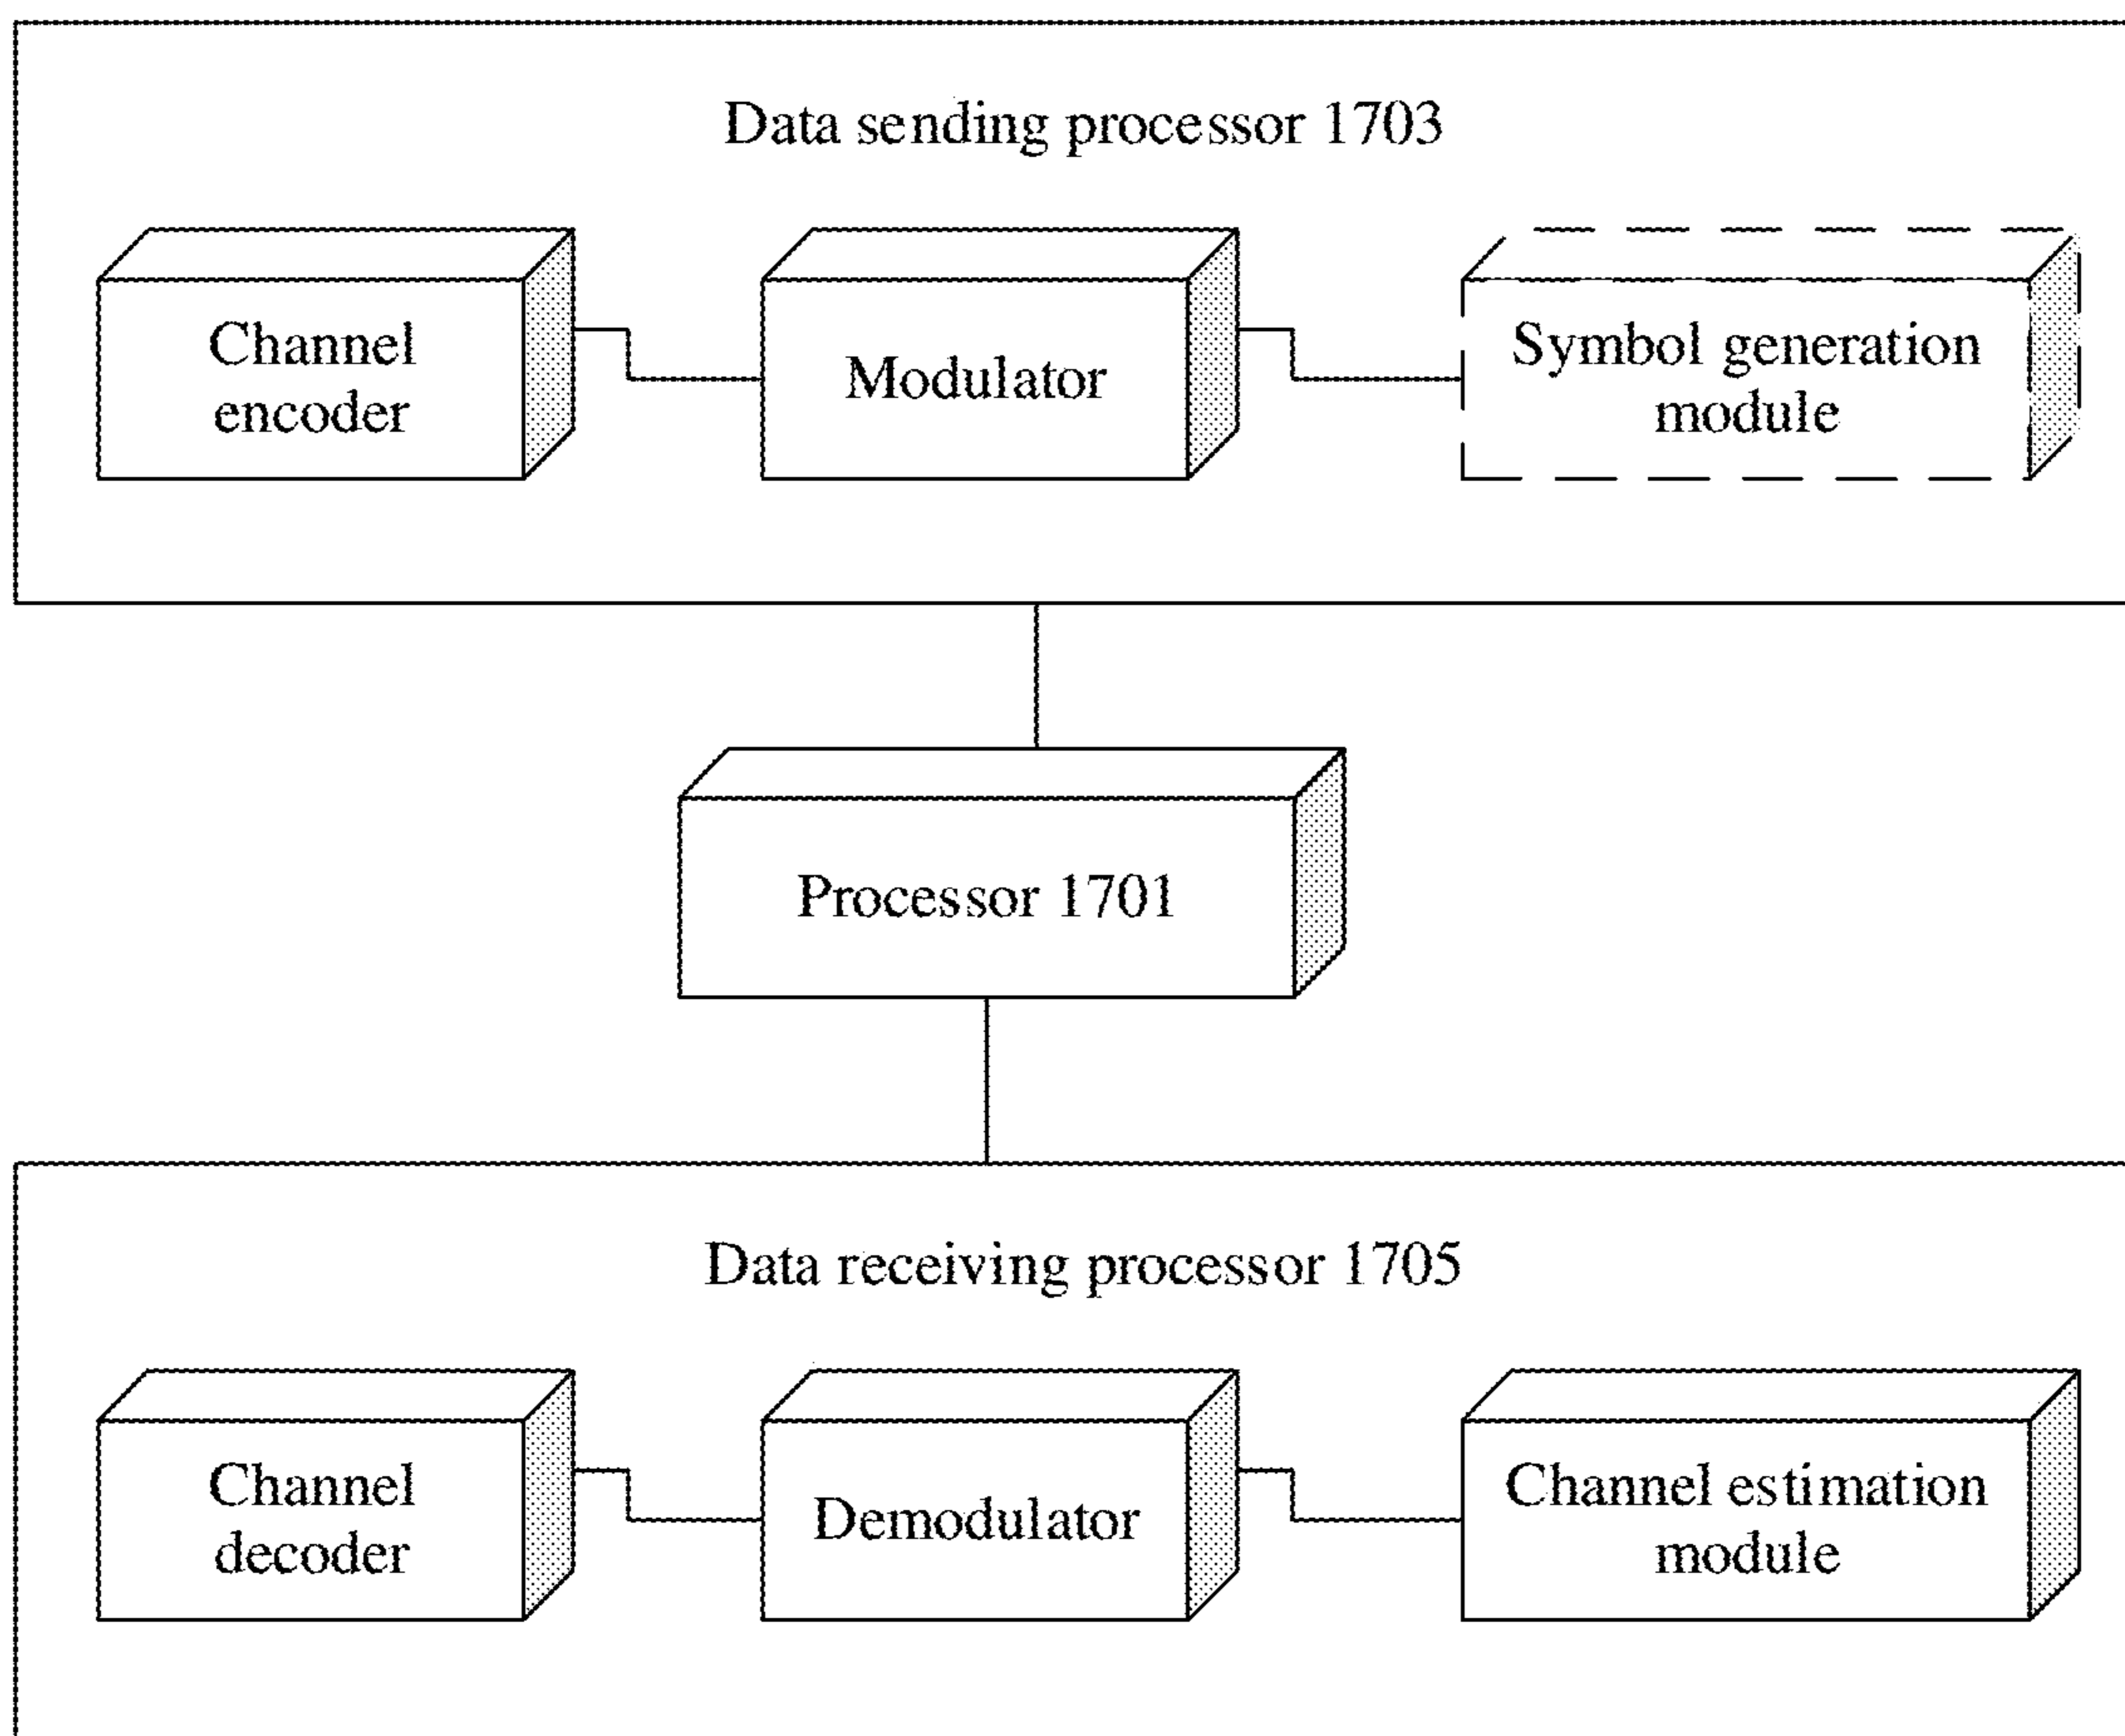 Data sending processor 1703
Channel
encoder
Modulator
Symbol generation
module
Processor 1701
Data receiving processor 1705
Channel
decoder
Demodulator
Channel estimation
module